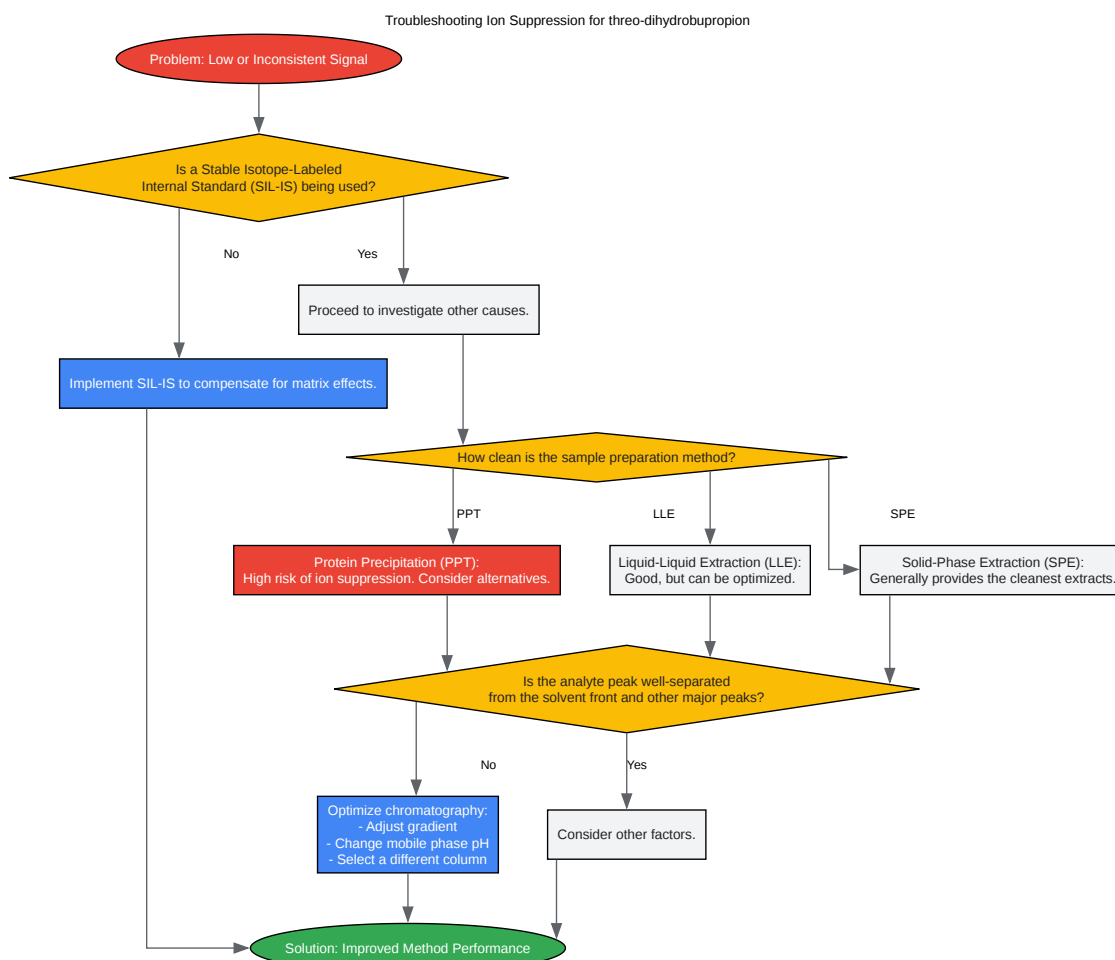 Troubleshooting Ion Suppression for threo-dihydrobupropion
Problem: Low or Inconsistent Signal
Is a Stable Isotope-Labeled
Internal Standard (SIL-IS) being used?
No
Yes
Proceed to investigate other causes.
Implement SIL-IS to compensate for matrix effects.
How clean is the sample preparation method?
PPT
LLE
SPE
Protein Precipitation (PPT):
High risk of ion suppression. Consider alternatives.
Liquid-Liquid Extraction (LLE):
Good, but can be optimized.
Solid-Phase Extraction (SPE):
Generally provides the cleanest extracts.
Is the analyte peak well-separated
from the solvent front and other major peaks?
No
Yes
Optimize chromatography:
- Adjust gradient
- Change mobile phase pH
- Select a different column
Consider other factors.
Solution: Improved Method Performance